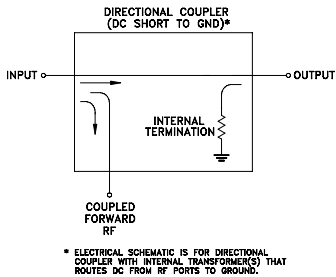 DIRECTIONAL COUPLER
(DC SHORT TO GND)*
INPUT
OUTPUT
INTERNAL
TERMINATION
COUPLED
FORWARD
RF
* ELECTRICAL SCHEMATIC IS FOR DIRECTIONAL
COUPLER WITH INTERNAL TRANSFORMER(S) THAT
ROUTES DC FROM RF PORTS TO GROUND.